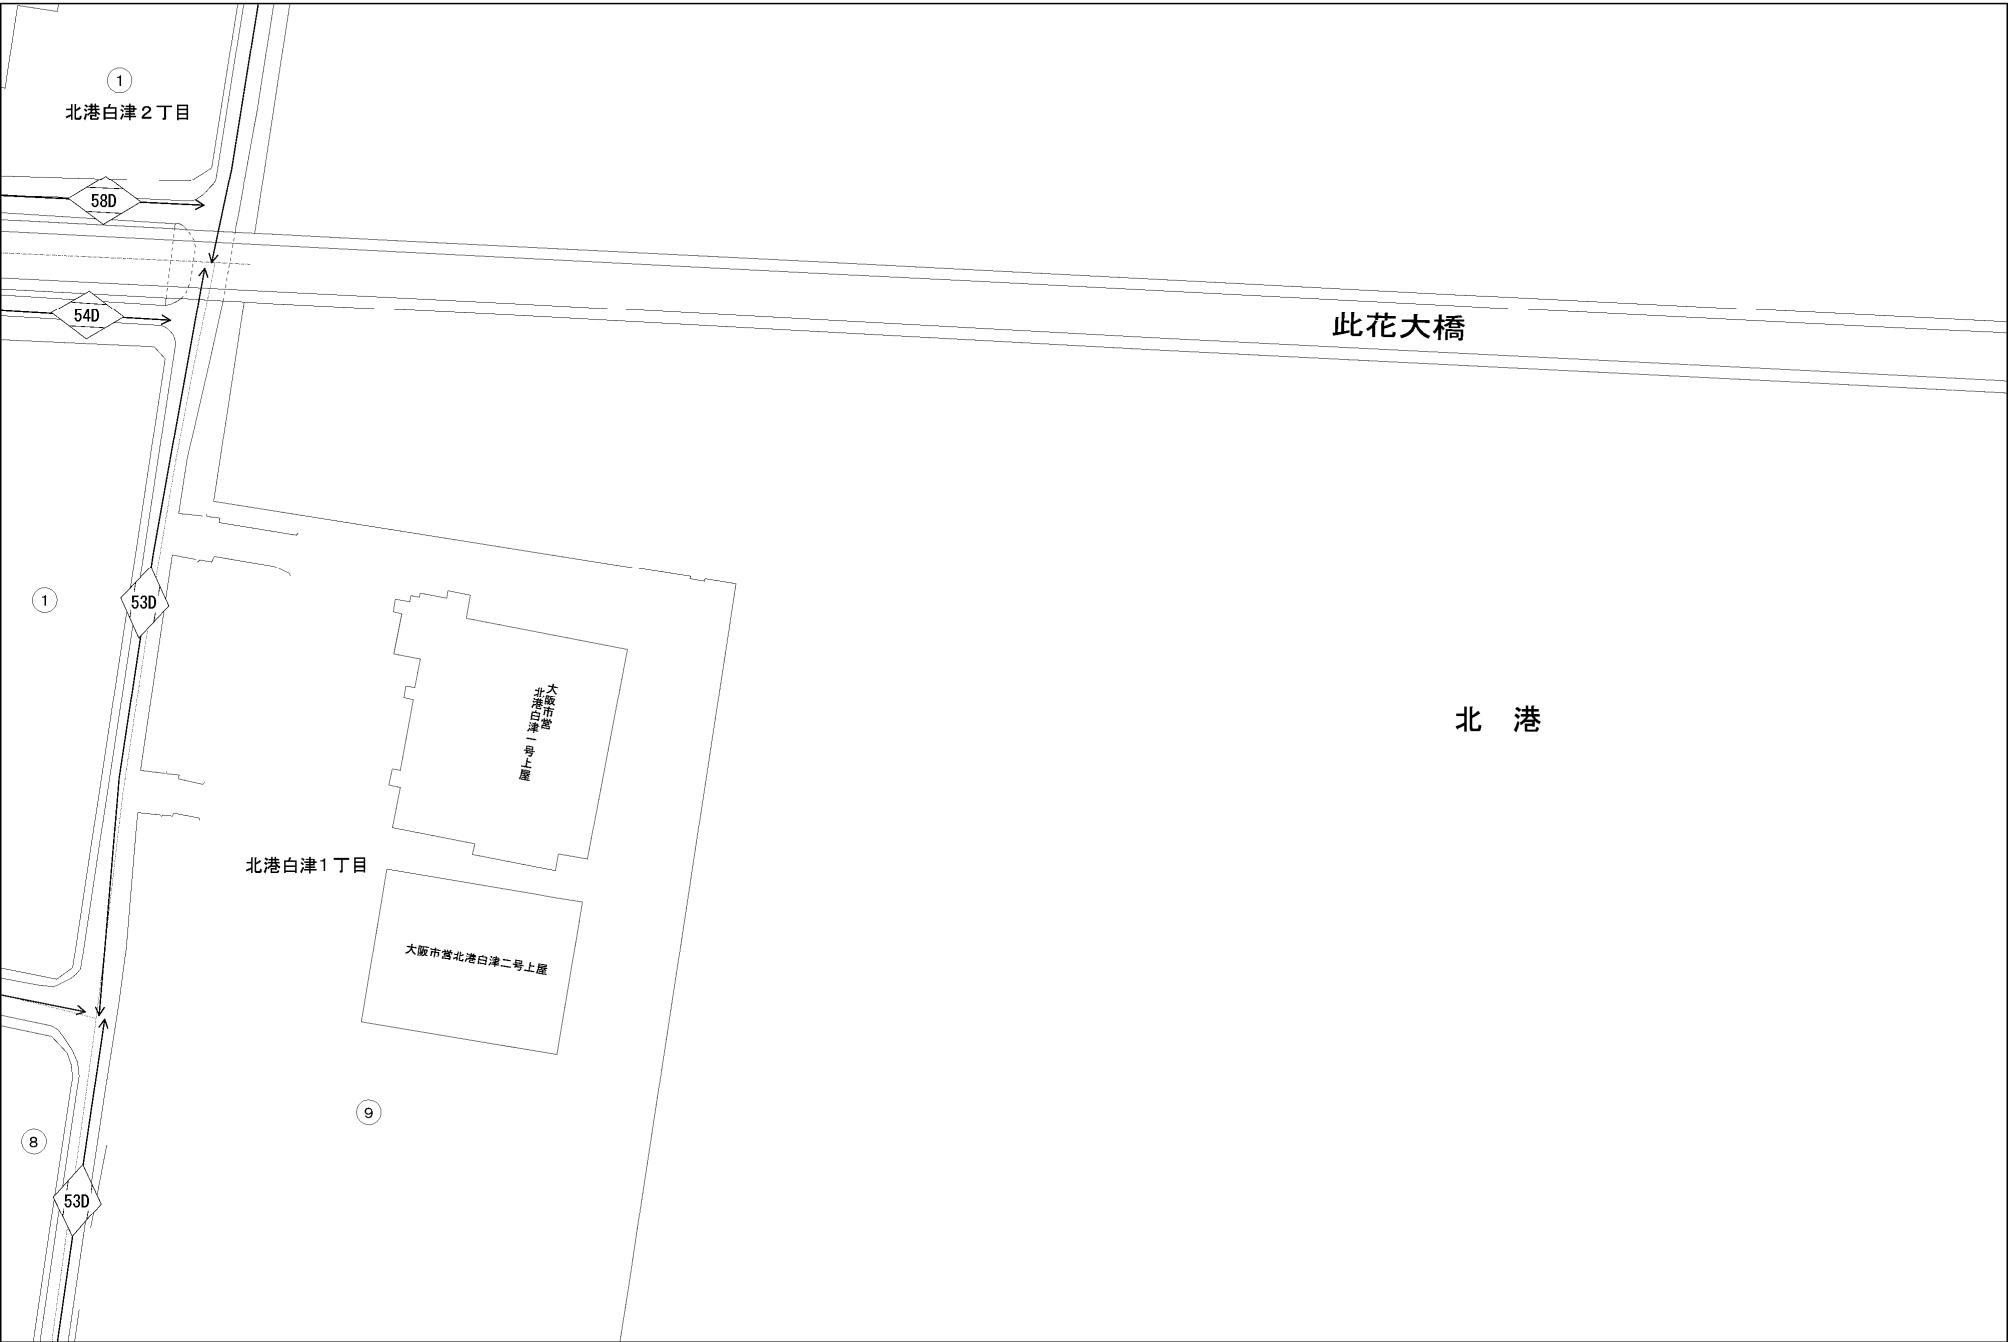 ①
北港白津２丁目
58D
54D
此花大橋
①
53D
大阪市営
北港白津一号上屋
北　港
北港白津１丁目
大阪市営北港白津二号上屋
⑨
⑧
53D